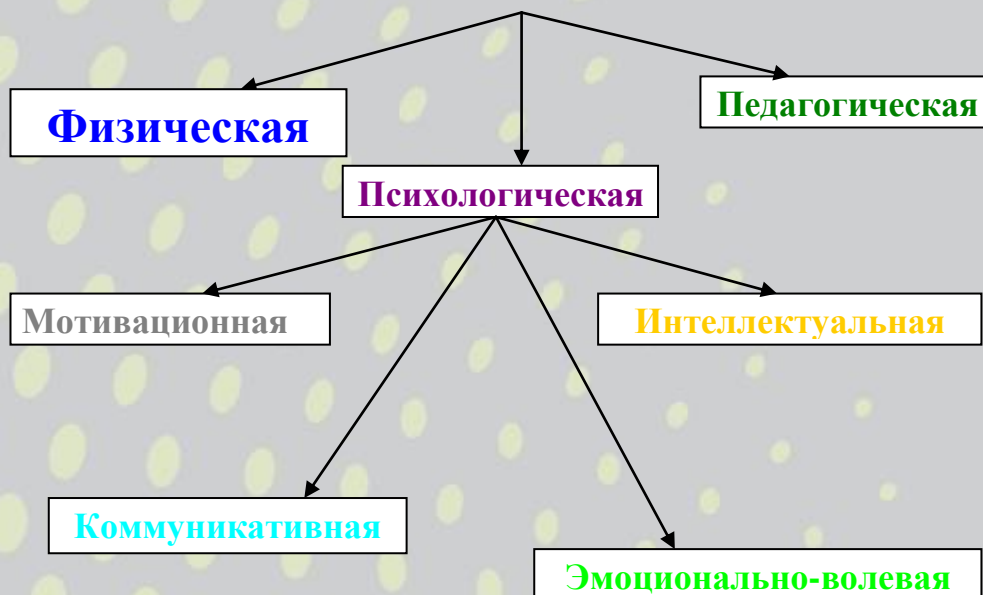 Физическая
Педагогическая
Психологическая
Мотивационная
Интеллектуальная
Коммуникативная
Эмоционально-волевая